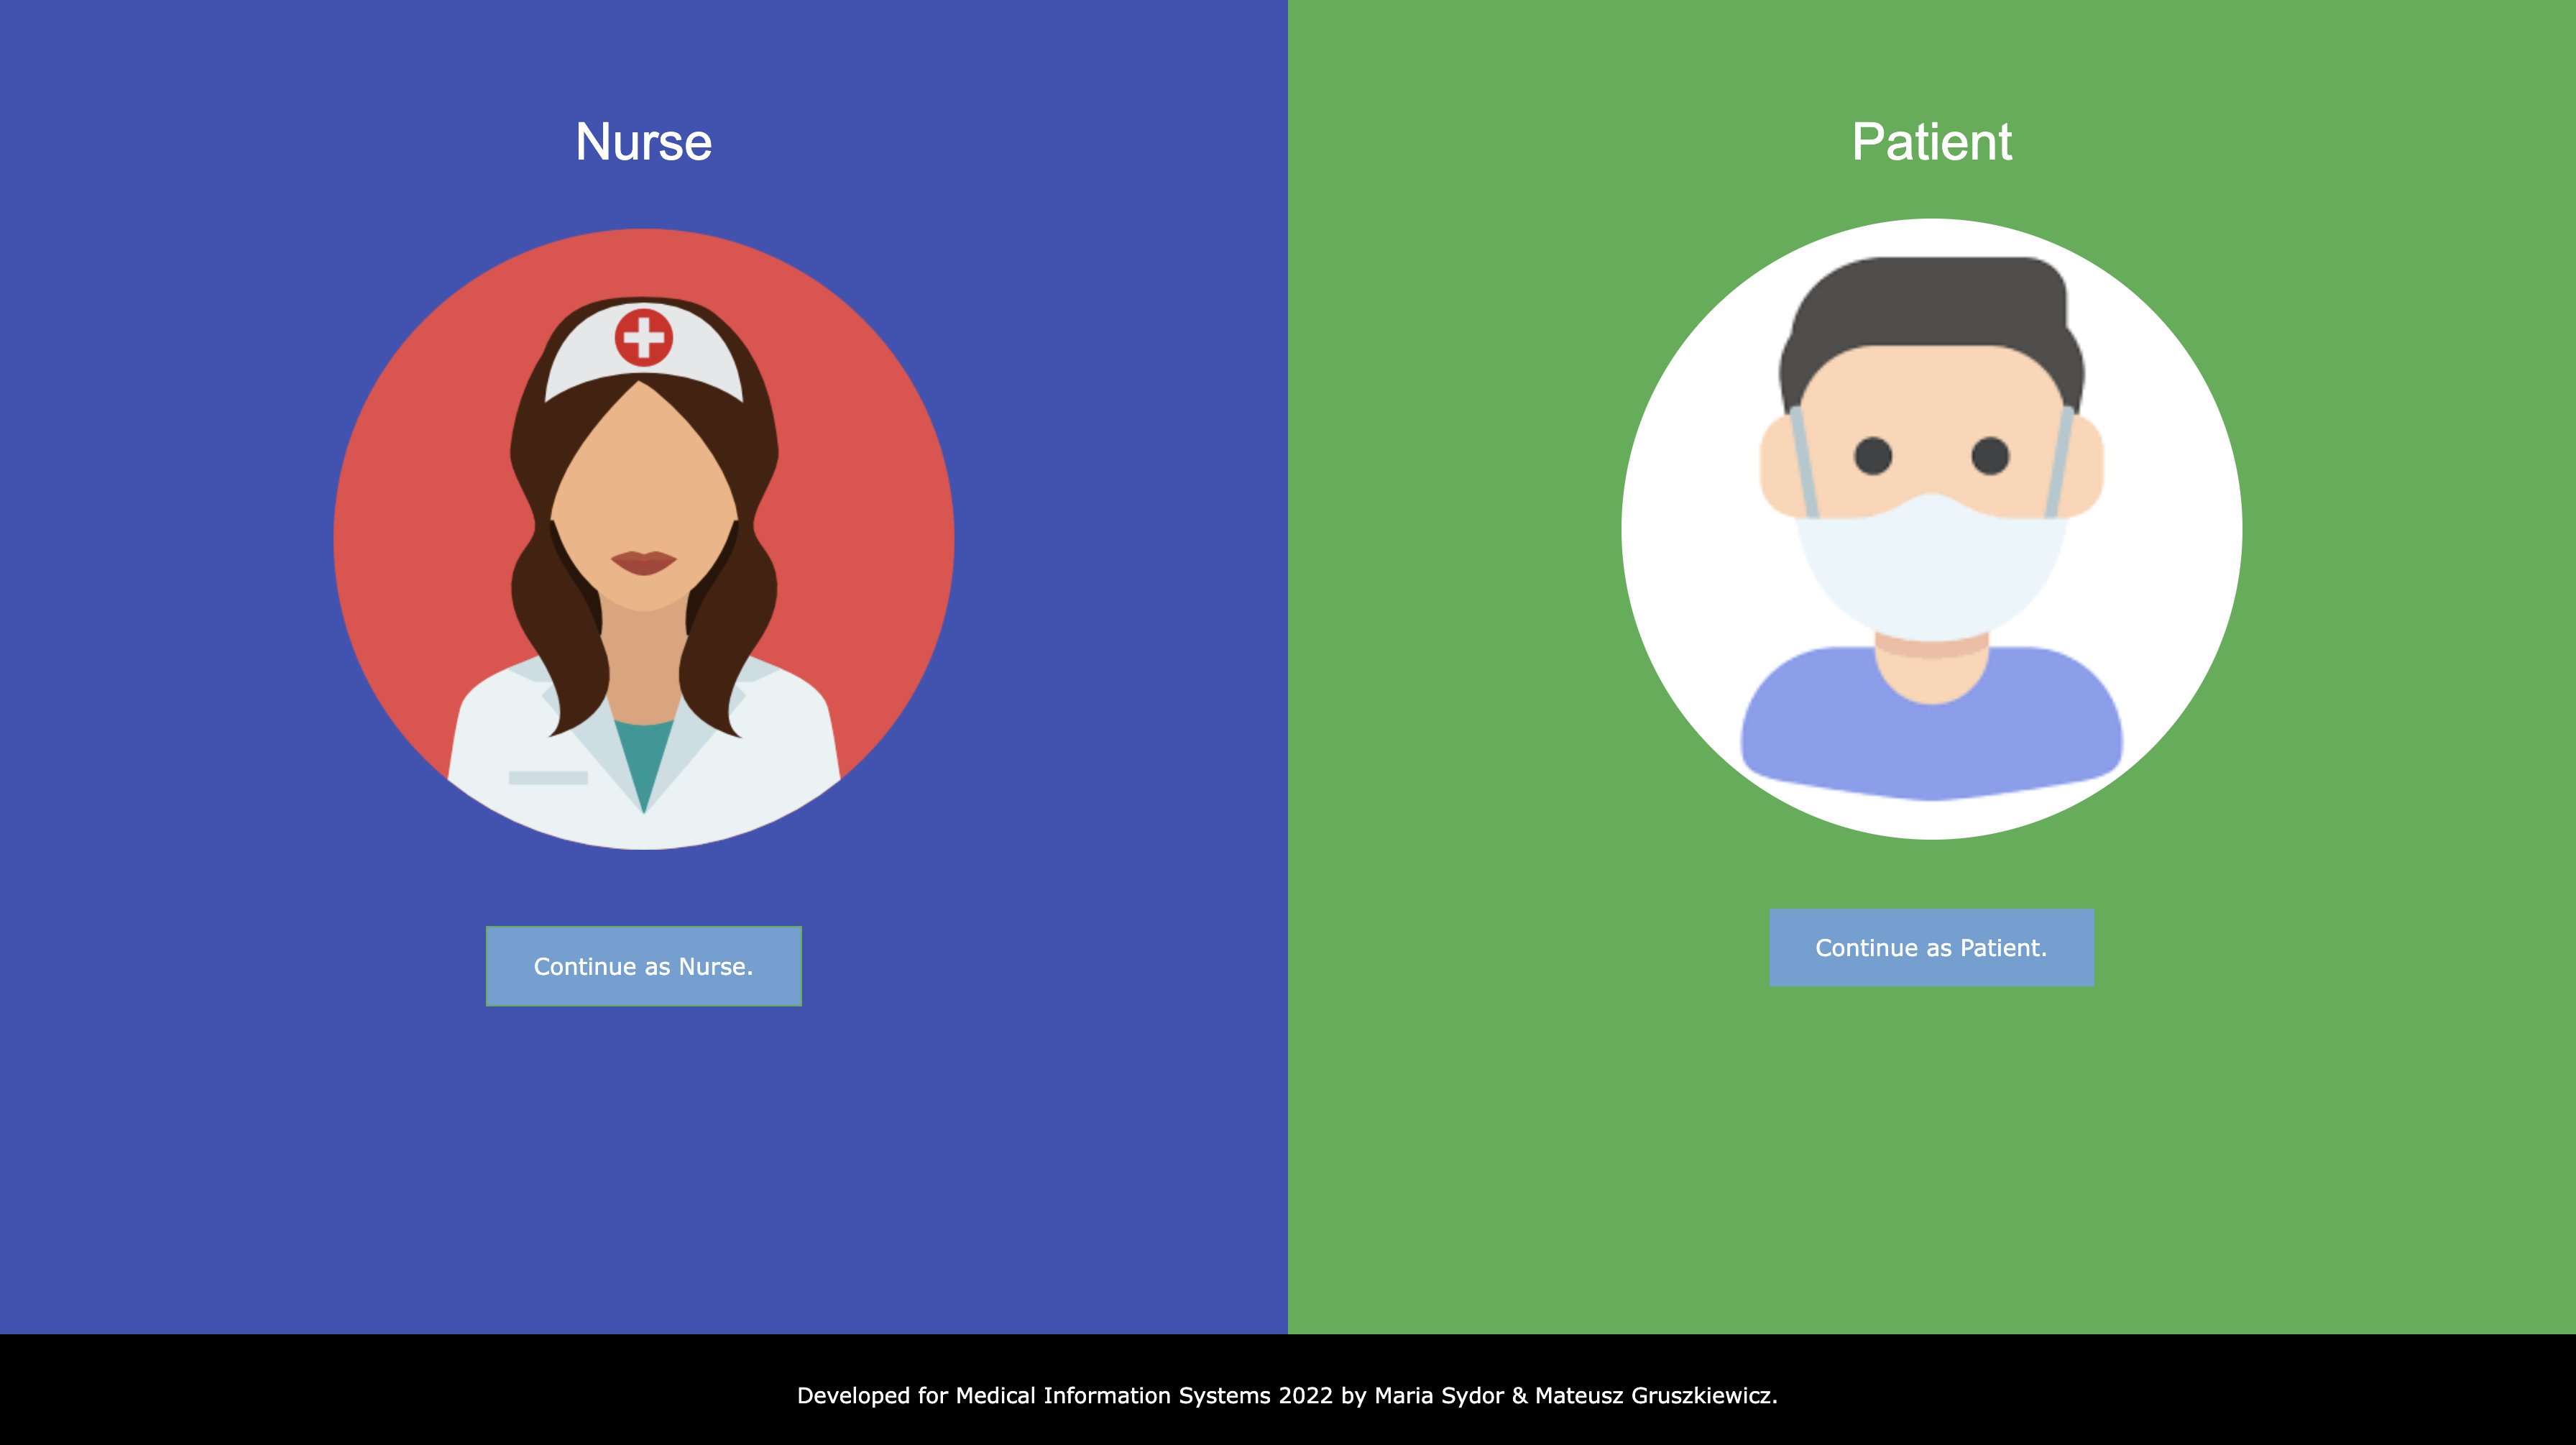 Nurse
Patient
Continue as Nurse.
Continue as Patient.
Developed for Medical Information Systems 2022 by Maria Sydor & Mateusz Gruszkiewicz.